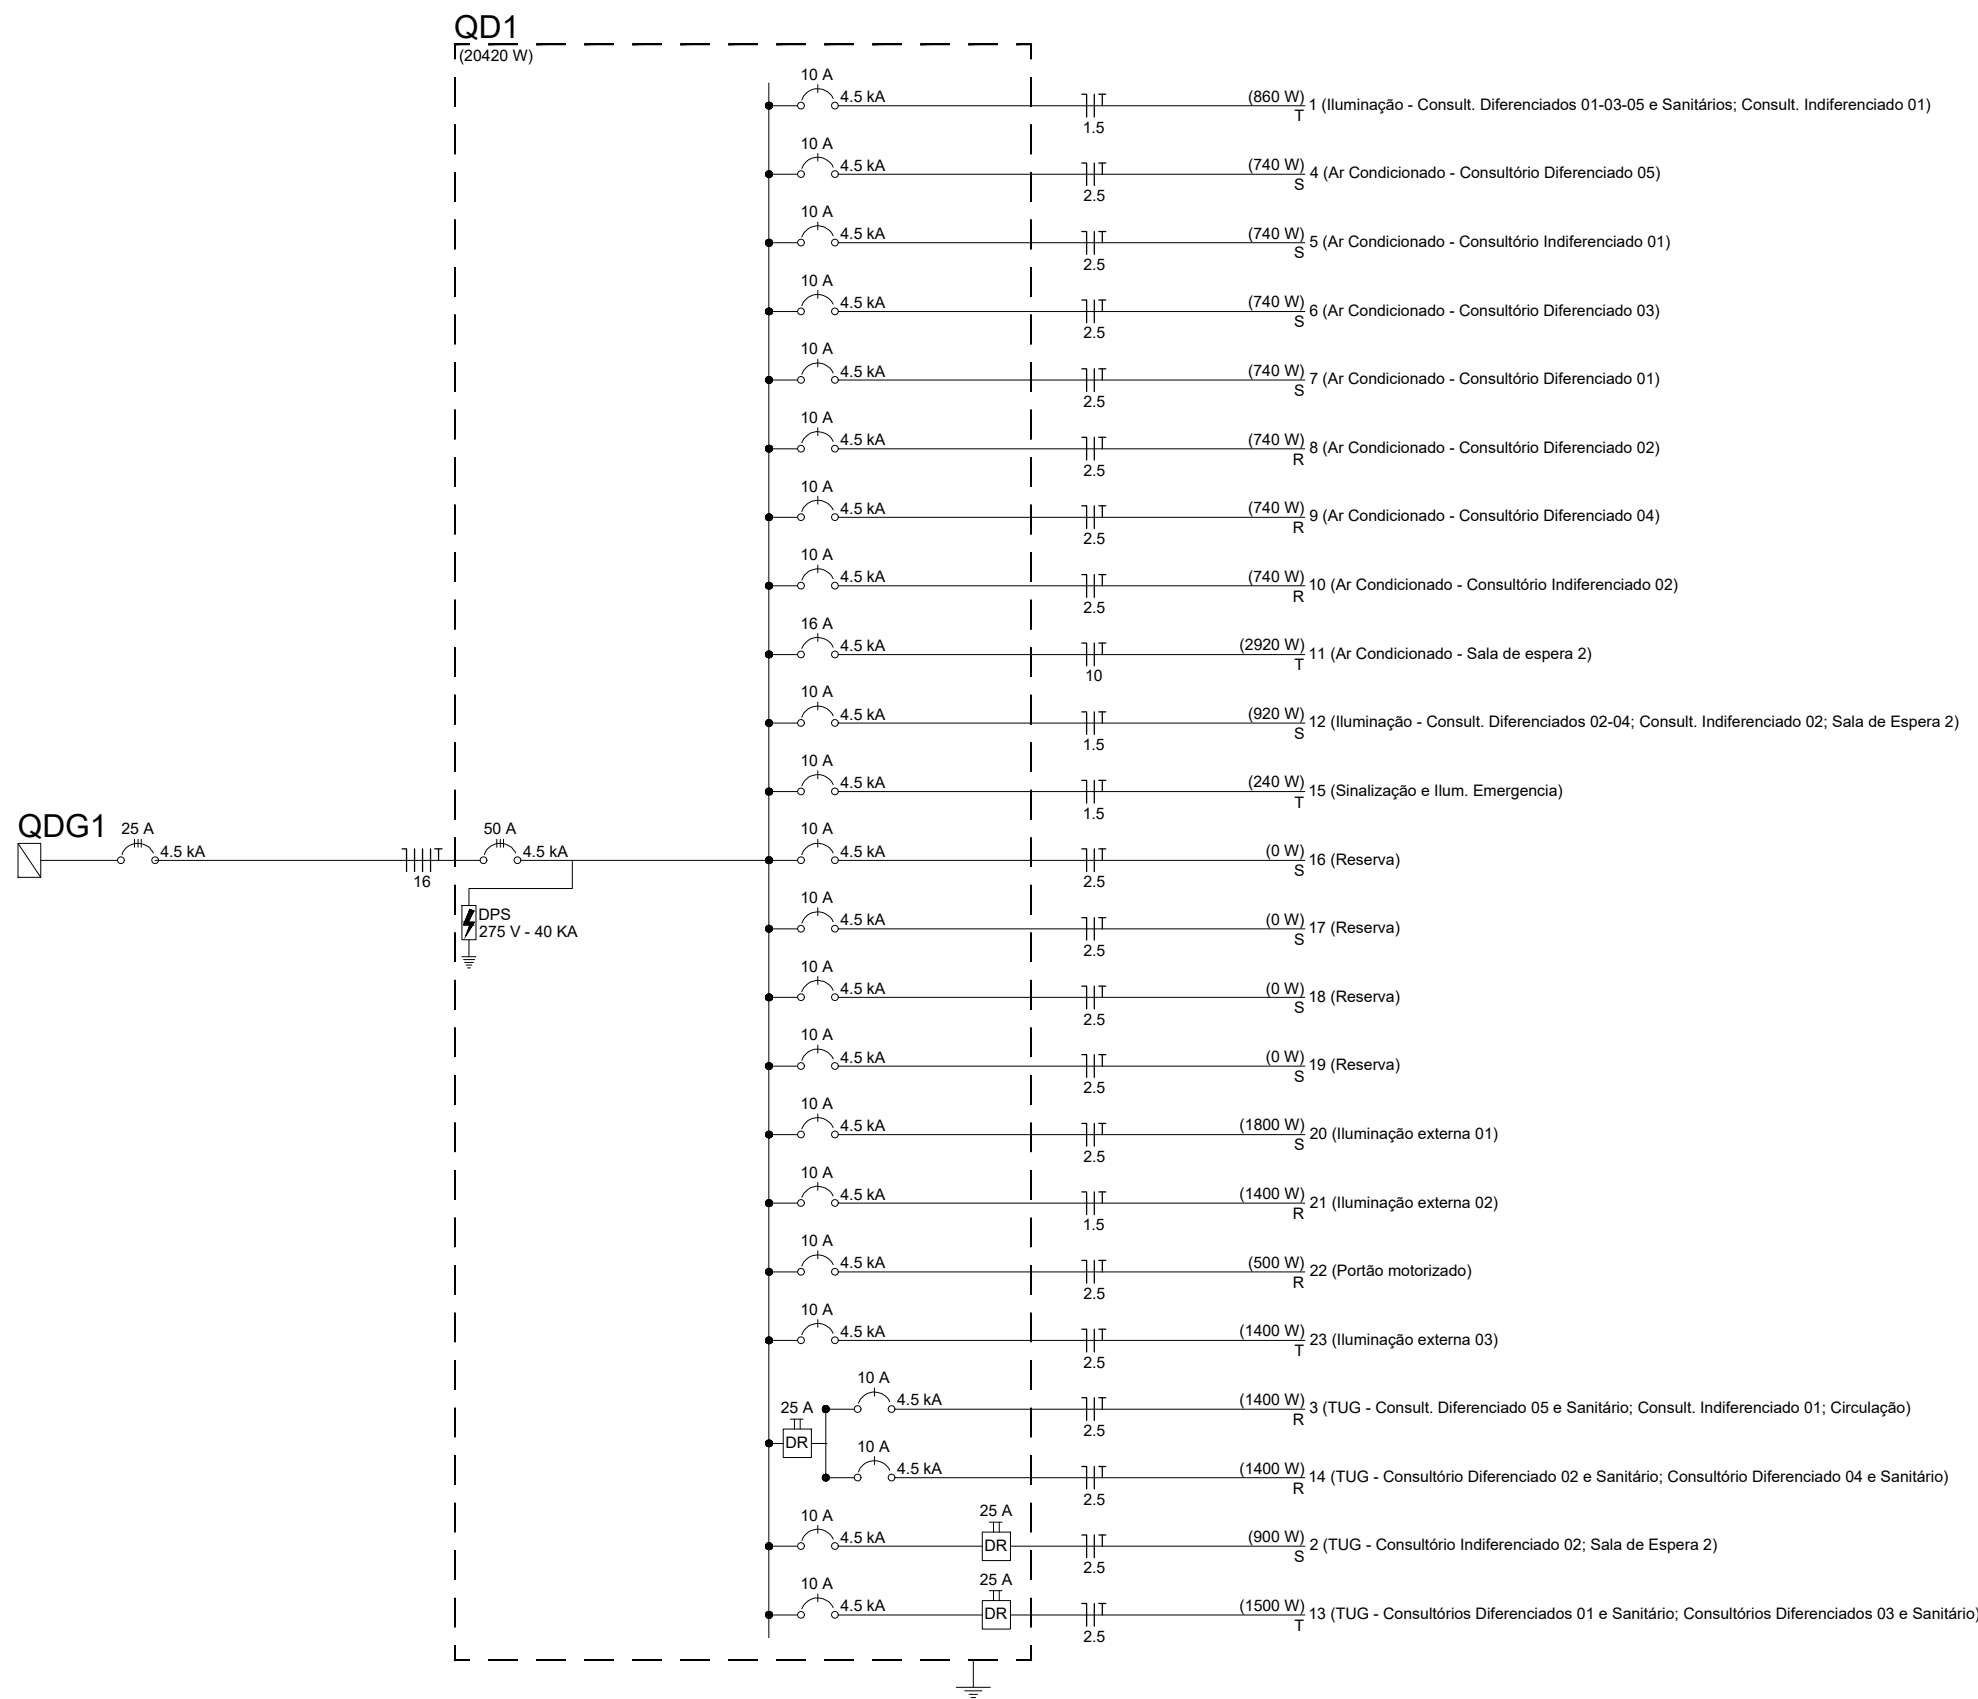 QD1
(20420 W)
10 A
4.5 kA
1.5
(860 W)
T
1 (Iluminação - Consult. Diferenciados 01-03-05 e Sanitários; Consult. Indiferenciado 01)
T
10 A
4.5 kA
2.5
(740 W)
T
4 (Ar Condicionado - Consultório Diferenciado 05)
S
10 A
4.5 kA
2.5
(740 W)
T
5 (Ar Condicionado - Consultório Indiferenciado 01)
S
10 A
4.5 kA
2.5
(740 W)
T
6 (Ar Condicionado - Consultório Diferenciado 03)
S
10 A
4.5 kA
2.5
(740 W)
T
7 (Ar Condicionado - Consultório Diferenciado 01)
S
10 A
4.5 kA
2.5
(740 W)
T
8 (Ar Condicionado - Consultório Diferenciado 02)
R
10 A
4.5 kA
2.5
(740 W)
T
9 (Ar Condicionado - Consultório Diferenciado 04)
R
10 A
4.5 kA
2.5
(740 W)
T
10 (Ar Condicionado - Consultório Indiferenciado 02)
R
16 A
4.5 kA
10
(2920 W)
T
11 (Ar Condicionado - Sala de espera 2)
T
10 A
4.5 kA
1.5
(920 W)
T
12 (Iluminação - Consult. Diferenciados 02-04; Consult. Indiferenciado 02; Sala de Espera 2)
S
10 A
4.5 kA
1.5
(240 W)
T
15 (Sinalização e Ilum. Emergencia)
T
QDG1
25 A
4.5 kA
T
16
50 A
4.5 kA
DPS
275 V - 40 KA
10 A
4.5 kA
2.5
(0 W)
T
16 (Reserva)
S
10 A
4.5 kA
2.5
(0 W)
T
17 (Reserva)
S
10 A
4.5 kA
2.5
(0 W)
T
18 (Reserva)
S
10 A
4.5 kA
2.5
(0 W)
T
19 (Reserva)
S
10 A
4.5 kA
2.5
(1800 W)
T
20 (Iluminação externa 01)
S
10 A
4.5 kA
1.5
(1400 W)
T
21 (Iluminação externa 02)
R
10 A
4.5 kA
2.5
(500 W)
T
22 (Portão motorizado)
R
10 A
4.5 kA
2.5
(1400 W)
T
23 (Iluminação externa 03)
T
25 A
DR
10 A
4.5 kA
2.5
(1400 W)
T
3 (TUG - Consult. Diferenciado 05 e Sanitário; Consult. Indiferenciado 01; Circulação)
R
10 A
4.5 kA
2.5
(1400 W)
T
14 (TUG - Consultório Diferenciado 02 e Sanitário; Consultório Diferenciado 04 e Sanitário)
R
10 A
4.5 kA
25 A
DR
2.5
(900 W)
T
2 (TUG - Consultório Indiferenciado 02; Sala de Espera 2)
S
10 A
4.5 kA
25 A
DR
2.5
(1500 W)
T
13 (TUG - Consultórios Diferenciados 01 e Sanitário; Consultórios Diferenciados 03 e Sanitário)
T